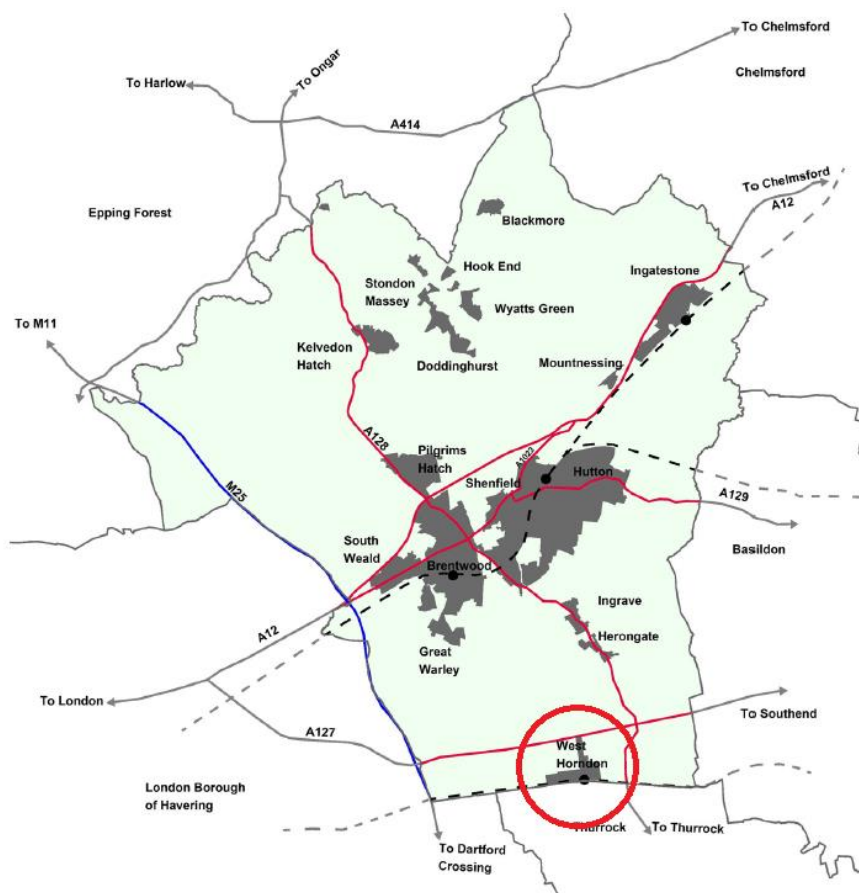 To Chelmsford
To Ongar
To Harlow
Chelmsford
A414
To Chelmsford
A12
Epping Forest
Blackmore
Hook End
Ingatestone
Stondon
Massey
Wyatts Green
To M11
Kelvedon
Hatch
Doddinghurst
Mountnessing
A128
Pilgrims
Hatch
A1023
Shenfield
Hutton
M25
A129
South
Weald
Brentwood
Basildon
Ingrave
A12
Herongate
Great
Warley
To London
A127
To Southend
West
Horndon
London Borough
of Havering
Thurrock
To Thurrock
To Dartford
Crossing